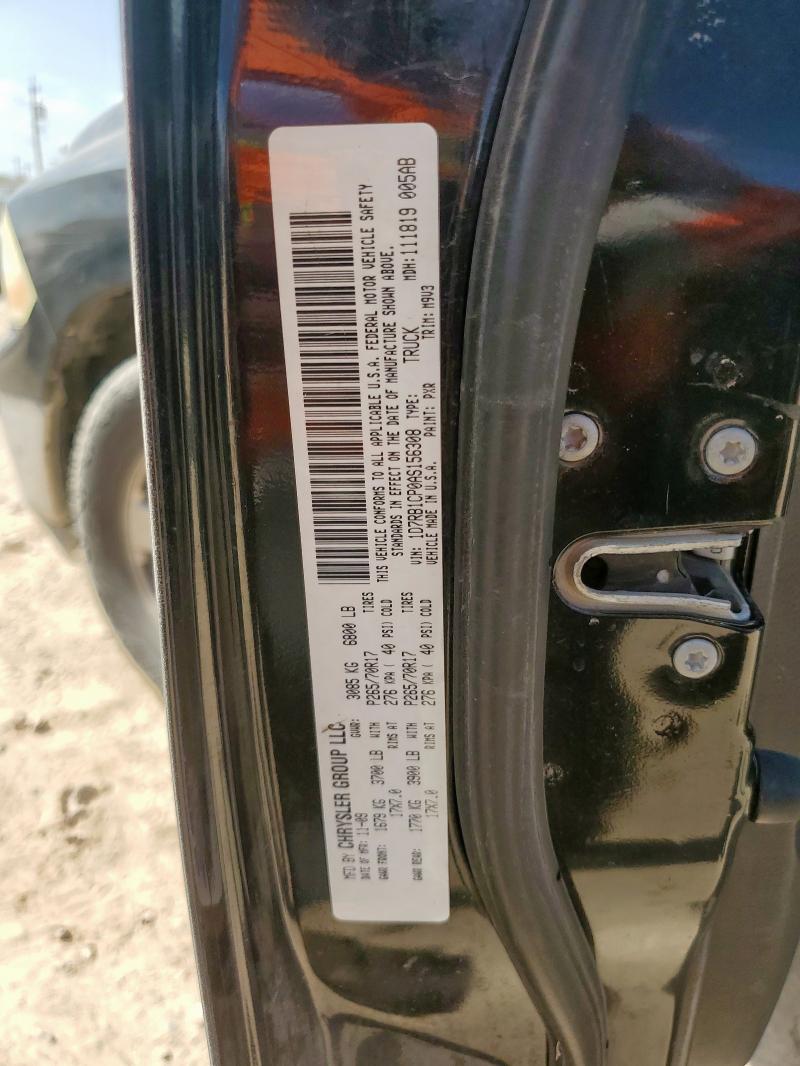 MFD BY CHRYSLER GROUP LLC
DATE OF MFR: 11-09 GVWR: 3085 KG 6800 LB
GAWR FRONT: 1679 KG 3700 LB WITH P265/70R17 TIRES
17X7.0 RIMS AT 276 KPA ( 40 PSI) COLD
GAWR REAR: 1770 KG 3900 LB WITH P265/70R17 TIRES
17X7.0 RIMS AT 276 KPA ( 40 PSI) COLD
THIS VEHICLE CONFORMS TO ALL APPLICABLE U.S.A. FEDERAL MOTOR VEHICLE SAFETY
STANDARDS IN EFFECT ON THE DATE OF MANUFACTURE SHOWN ABOVE.
VIN: 1D7RB1CP0AS156308 TYPE: TRUCK MDH:111819 005AB
VEHICLE MADE IN U.S.A. PAINT: PXR TRIM: M9V3